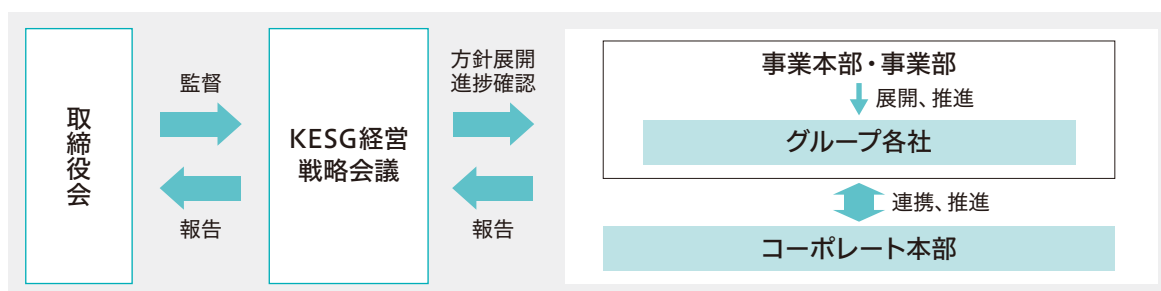 取締役会
監督
報告
KESG経営
戦略会議
方針展開
進捗確認
報告
事業本部・事業部
展開、推進
グループ各社
連携、推進
コーポレート本部